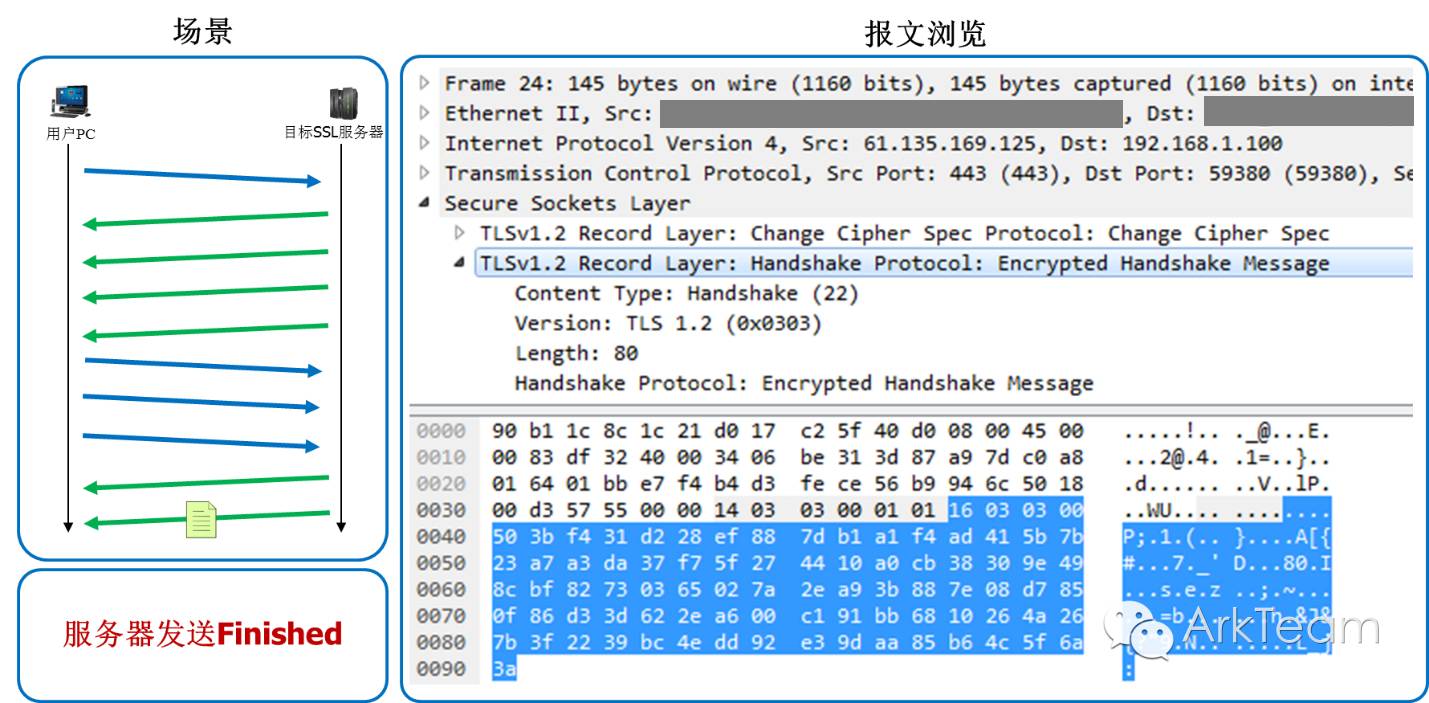 场景
用户PC
目标SSL服务器
服务器发送Finished
报文浏览
Frame 24: 145 bytes on wire (1160 bits), 145 bytes captured (1160 bits) on inte
Ethernet II, Src: , Dst:
Internet Protocol Version 4, Src: 61.135.169.125, Dst: 192.168.1.100
Transmission Control Protocol, Src Port: 443 (443), Dst Port: 59380 (59380), Se
Secure Sockets Layer
TLSv1.2 Record Layer: Change Cipher Spec Protocol: Change Cipher Spec
TLSv1.2 Record Layer: Handshake Protocol: Encrypted Handshake Message
Content Type: Handshake (22)
Version: TLS 1.2 (0x0303)
Length: 80
Handshake Protocol: Encrypted Handshake Message
0000 90 b1 1c 8c 1c 21 d0 17 c2 5f 40 d0 08 00 45 00 .....!.. ._@...E.
0010 00 83 df 32 40 00 34 06 be 31 3d 87 a9 7d c0 a8 ...2@.4. .1=..}..
0020 01 64 01 bb e7 f4 b4 d3 fe ce 56 b9 94 6c 50 18 .d...... ..V..lP.
0030 00 d3 57 55 00 00 14 03 03 00 01 01 16 03 03 00 ..WU.... ........
0040 50 3b f4 31 d2 28 ef 88 7d b1 a1 f4 ad 41 5b 7b P;.1.(.. }....A[{
0050 23 a7 a3 da 37 f7 5f 27 44 10 a0 cb 38 30 9e 49 #...7._' D...80.I
0060 8c bf 82 73 03 65 02 7a 2e a9 3b 88 7e 08 d7 85 ...s.e.z ..;.~...
0070 0f 86 d3 3d 62 2e a6 00 c1 91 bb 68 10 26 4a 26
0080 7b 3f 22 39 bc 4e dd 92 e3 9d aa 85 b6 4c 5f 6a
0090 3a :
ArkTeam